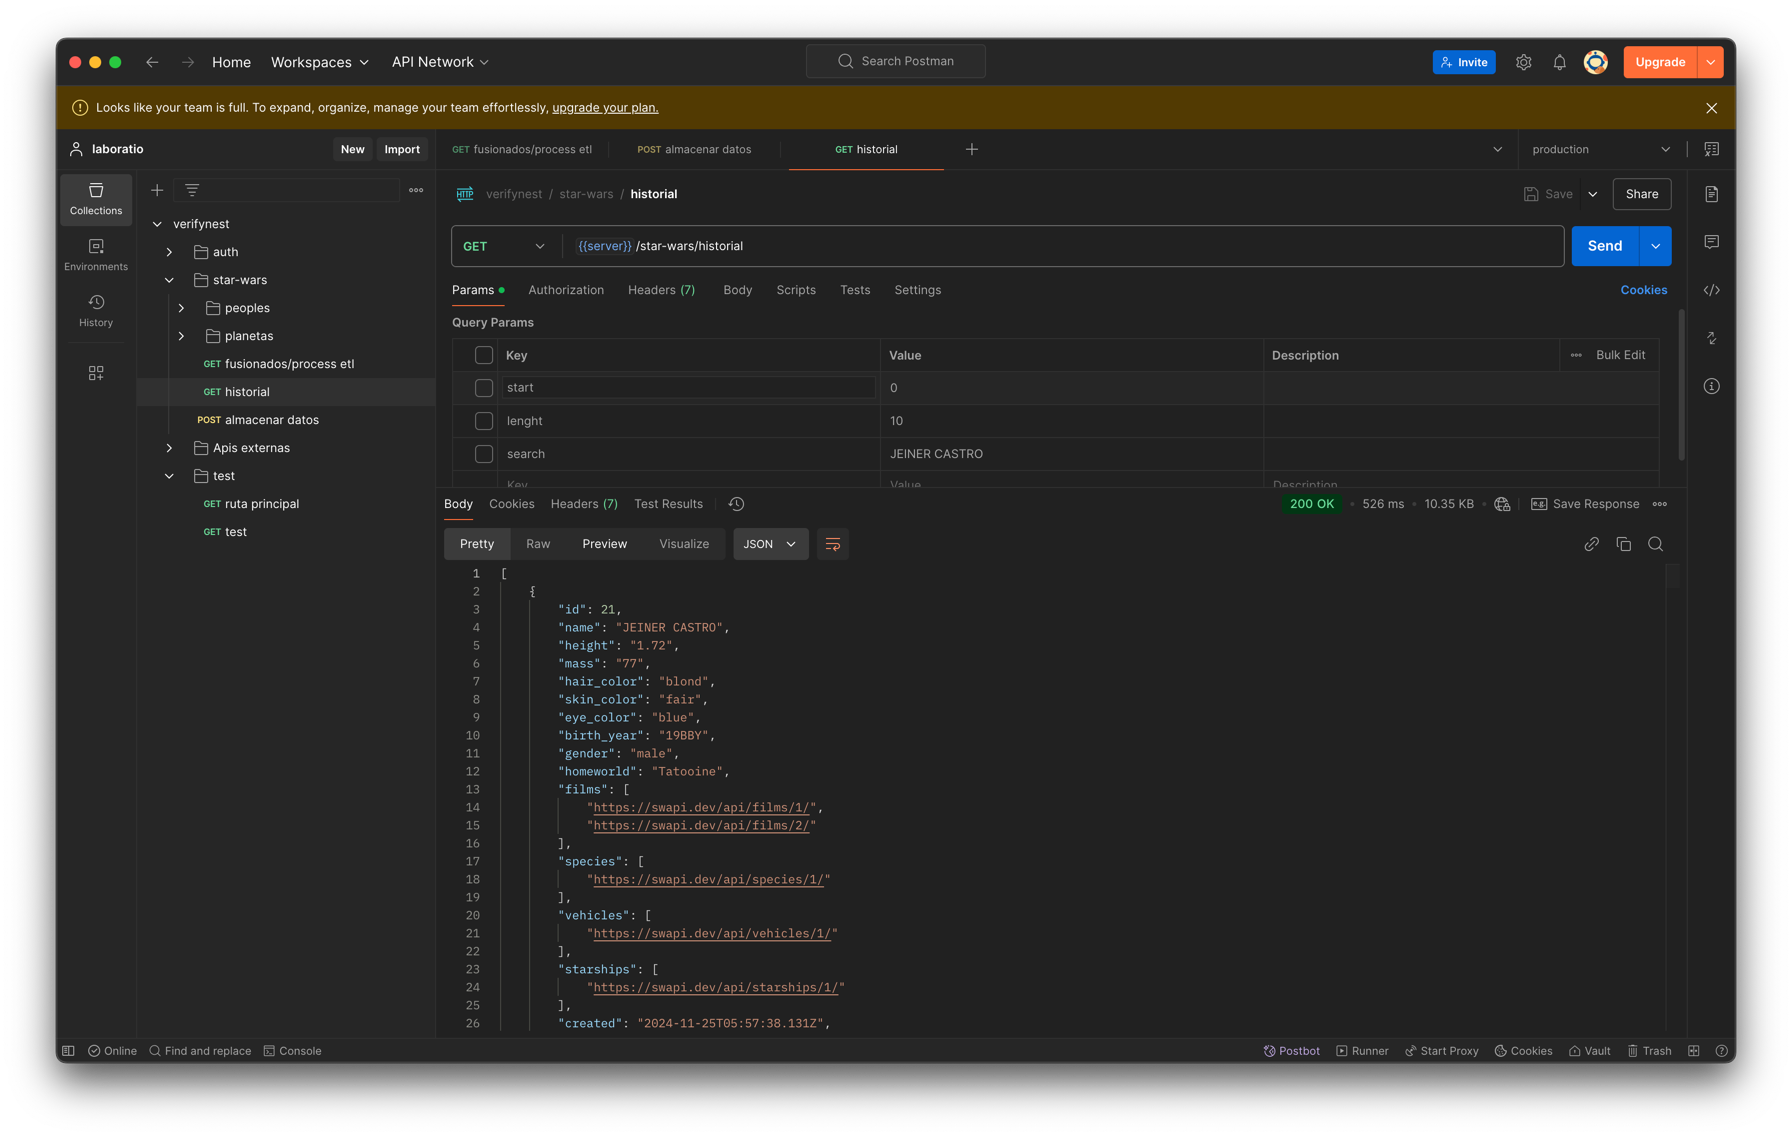 Home Workspaces API Network Search Postman Invite Upgrade
Looks like your team is full. To expand, organize, manage your team effortlessly, upgrade your plan.
laboratio New Import
GET fusionados/process etl POST almacenar datos GET historial production
Collections
Environments
History
verifynest
auth
star-wars
peoples
planetas
GET fusionados/process etl
GET historial
POST almacenar datos
Apis externas
test
GET ruta principal
GET test
HTTP verifynest / star-wars / historial Save Share
GET {{server}} /star-wars/historial Send
Params Authorization Headers (7) Body Scripts Tests Settings Cookies
Query Params
Key Value Description Bulk Edit
start 0
lenght 10
search JEINER CASTRO
Key Value Description
Body Cookies Headers (7) Test Results 200 OK 526 ms 10.35 KB e.g. Save Response
Pretty Raw Preview Visualize JSON
1 [
2 {
3 "id": 21,
4 "name": "JEINER CASTRO",
5 "height": "1.72",
6 "mass": "77",
7 "hair_color": "blond",
8 "skin_color": "fair",
9 "eye_color": "blue",
10 "birth_year": "19BBY",
11 "gender": "male",
12 "homeworld": "Tatooine",
13 "films": [
14 "https://swapi.dev/api/films/1/",
15 "https://swapi.dev/api/films/2/"
16 ],
17 "species": [
18 "https://swapi.dev/api/species/1/"
19 ],
20 "vehicles": [
21 "https://swapi.dev/api/vehicles/1/"
22 ],
23 "starships": [
24 "https://swapi.dev/api/starships/1/"
25 ],
26 "created": "2024-11-25T05:57:38.131Z",
Online Find and replace Console Postbot Runner Start Proxy Cookies Vault Trash